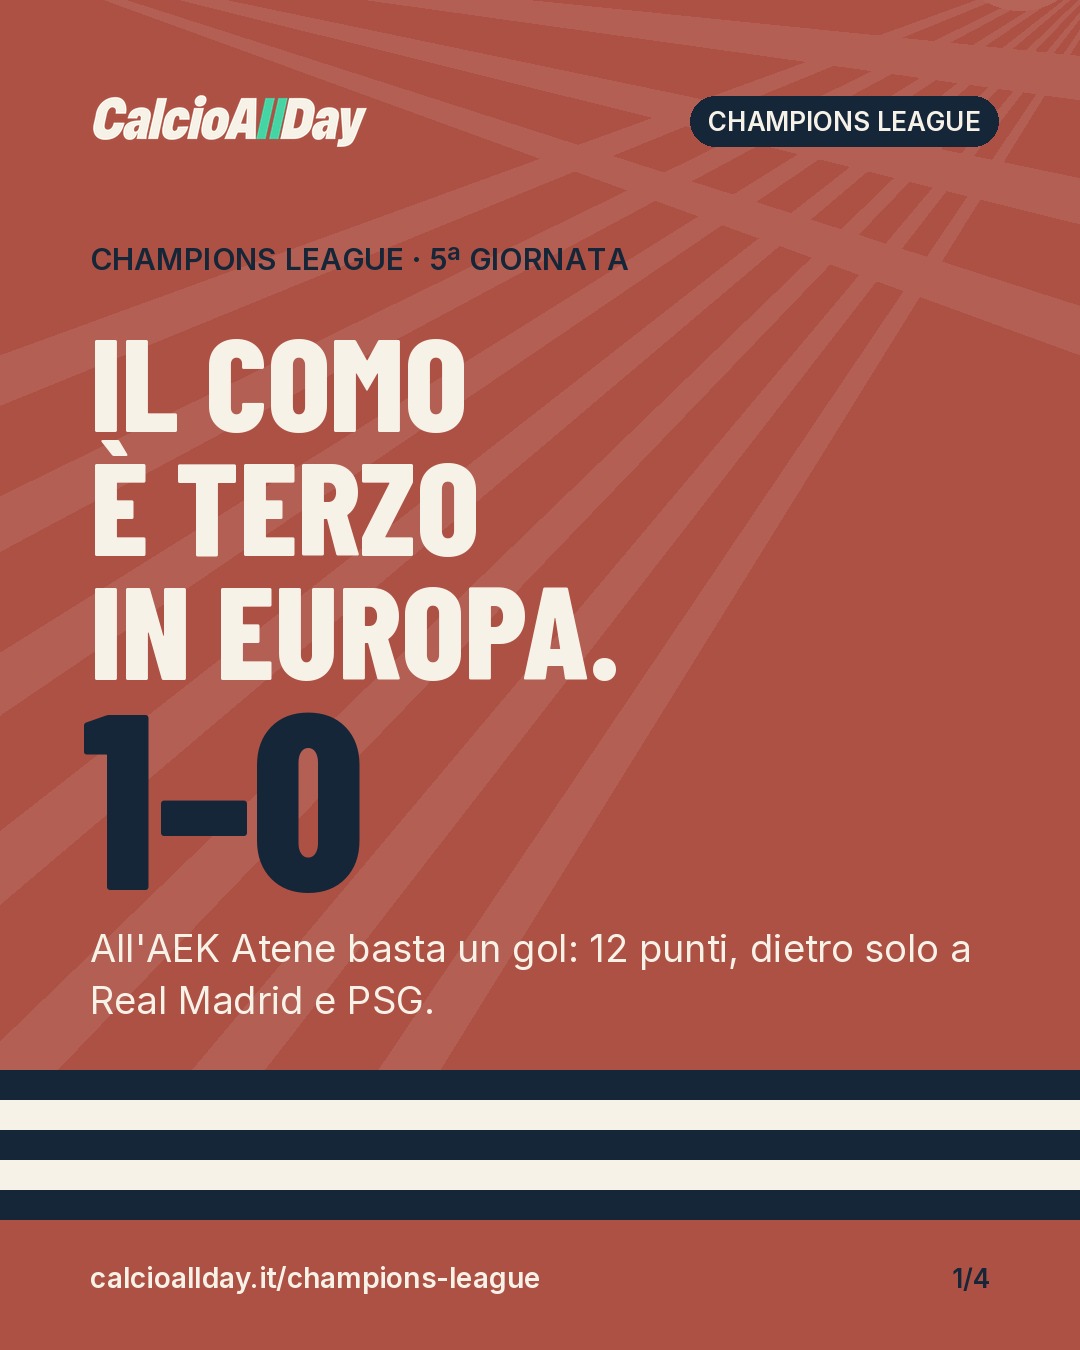 CalcioAllDay
CHAMPIONS LEAGUE
CHAMPIONS LEAGUE · 5ª GIORNATA
IL COMO
È TERZO
IN EUROPA.
1–0
All'AEK Atene basta un gol: 12 punti, dietro solo a
Real Madrid e PSG.
calcioallday.it/champions-league
1/4